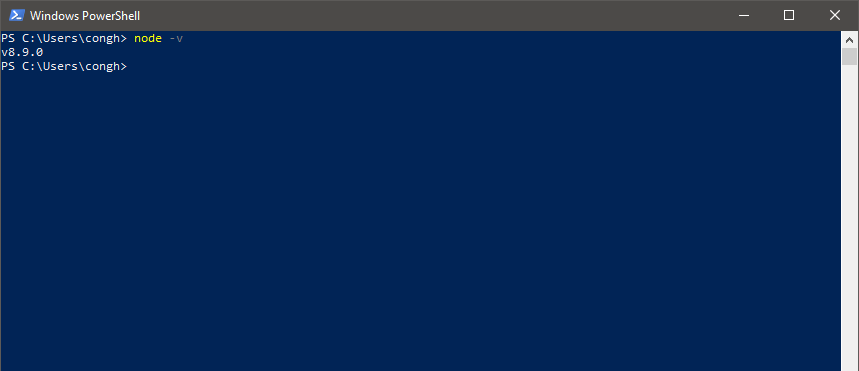 Windows PowerShell
PS C:\Users\congh> node -v
v8.9.0
PS C:\Users\congh>